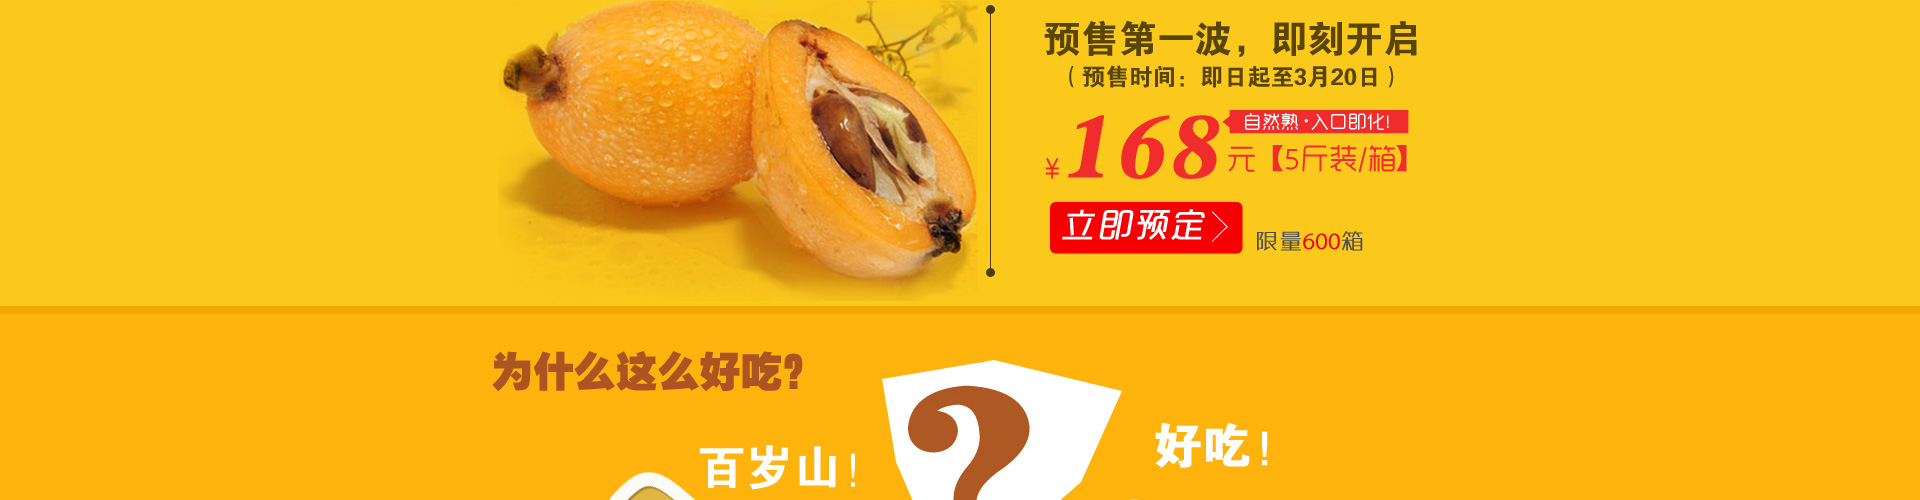 预售第一波，即刻开启
（预售时间：即日起至3月20日）
自然熟·入口即化!
¥168元【5斤装/箱】
立即预定>
限量600箱
为什么这么好吃?
?
百岁山!
好吃!